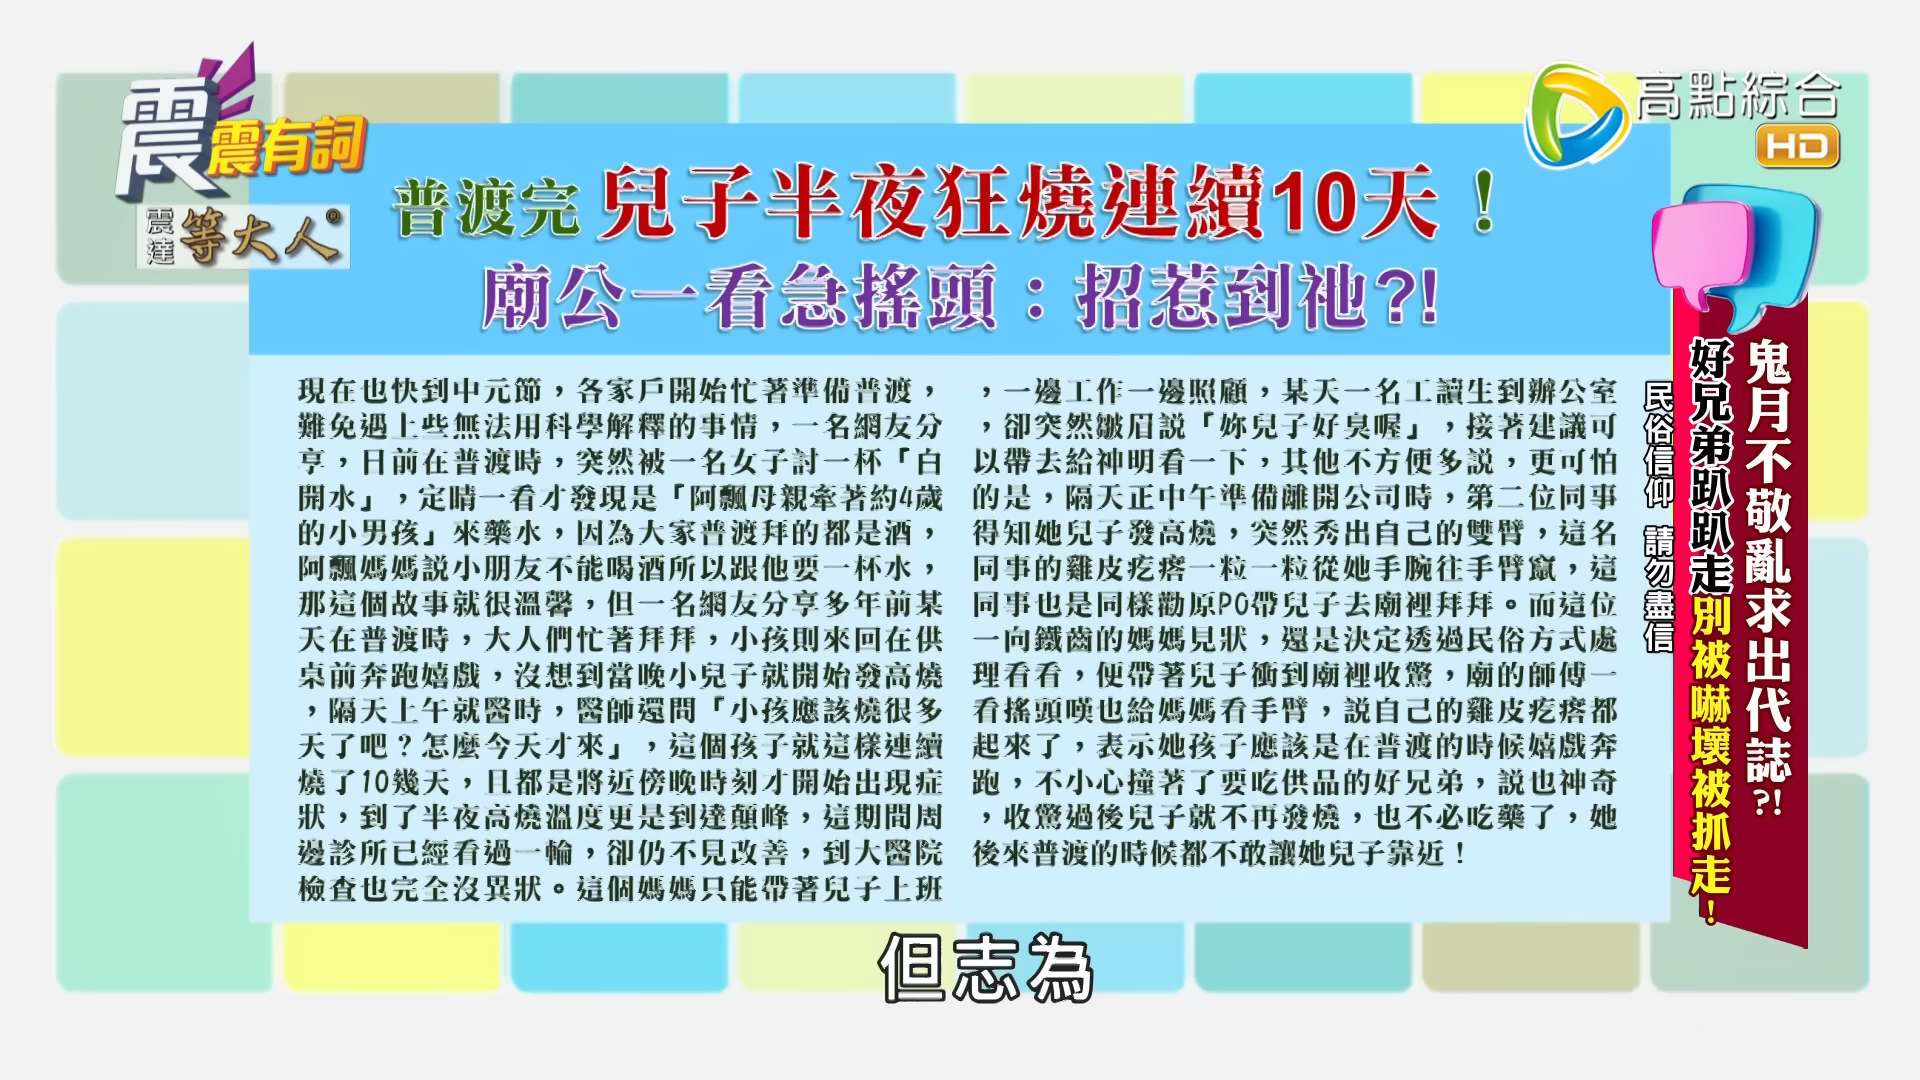 震震有詞
震達 等大人®
高點綜合
HD
普渡完 兒子半夜狂燒連續10天！
廟公一看急搖頭：招惹到祂?!
現在也快到中元節，各家戶開始忙著準備普渡，
難免遇上些無法用科學解釋的事情，一名網友分
享，日前在普渡時，突然被一名女子討一杯「白
開水」，定睛一看才發現是「阿飄母親牽著約4歲
的小男孩」來藥水，因為大家普渡拜的都是酒，
阿飄媽媽說小朋友不能喝酒所以跟他要一杯水，
那這個故事就很溫馨，但一名網友分享多年前某
天在普渡時，大人們忙著拜拜，小孩則來回在供
桌前奔跑嬉戲，沒想到當晚小兒子就開始發高燒
，隔天上午就醫時，醫師還問「小孩應該燒很多
天了吧？怎麼今天才來」，這個孩子就這樣連續
燒了10幾天，且都是將近傍晚時刻才開始出現症
狀，到了半夜高燒溫度更是到達顛峰，這期間周
邊診所已經看過一輪，卻仍不見改善，到大醫院
檢查也完全沒異狀。這個媽媽只能帶著兒子上班
，一邊工作一邊照顧，某天一名工讀生到辦公室
，卻突然皺眉說「妳兒子好臭喔」，接著建議可
以帶去給神明看一下，其他不方便多說，更可怕
的是，隔天正中午準備離開公司時，第二位同事
得知她兒子發高燒，突然秀出自己的雙臂，這名
同事的雞皮疙瘩一粒一粒從她手腕往手臂竄，這
同事也是同樣勸原PO帶兒子去廟裡拜拜。而這位
一向鐵齒的媽媽見狀，還是決定透過民俗方式處
理看看，便帶著兒子衝到廟裡收驚，廟的師傅一
看搖頭嘆也給媽媽看手臂，說自己的雞皮疙瘩都
起來了，表示她孩子應該是在普渡的時候嬉戲奔
跑，不小心撞著了要吃供品的好兄弟，說也神奇
，收驚過後兒子就不再發燒，也不必吃藥了，她
後來普渡的時候都不敢讓她兒子靠近！
鬼月不敬亂求出代誌?!
好兄弟趴趴走別被嚇壞被抓走！
民俗信仰 請勿盡信
但志為